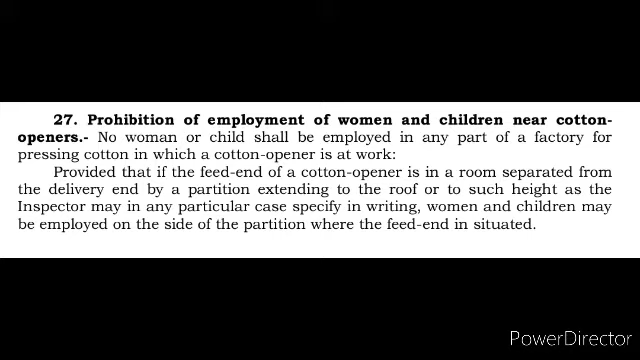 27. Prohibition of employment of women and children near cotton-
openers.- No woman or child shall be employed in any part of a factory for
pressing cotton in which a cotton-opener is at work:
Provided that if the feed-end of a cotton-opener is in a room separated from
the delivery end by a partition extending to the roof or to such height as the
Inspector may in any particular case specify in writing, women and children may
be employed on the side of the partition where the feed-end in situated.
PowerDirector